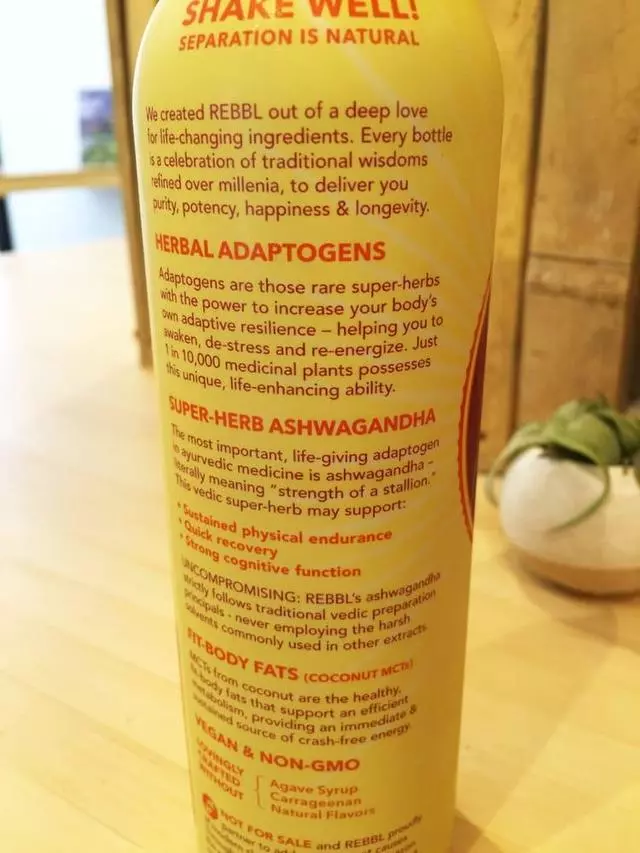 SHAKE WELL!
SEPARATION IS NATURAL
We created REBBL out of a deep love
for life-changing ingredients. Every bottle
is a celebration of traditional wisdoms
refined over millenia, to deliver you
purity, potency, happiness & longevity.
HERBAL ADAPTOGENS
Adaptogens are those rare super-herbs
with the power to increase your body's
own adaptive resilience – helping you to
awaken, de-stress and re-energize. Just
1 in 10,000 medicinal plants possesses
this unique, life-enhancing ability.
SUPER-HERB ASHWAGANDHA
The most important, life-giving adaptogen
in ayurvedic medicine is ashwagandha –
literally meaning "strength of a stallion."
This vedic super-herb may support:
• Sustained physical endurance
• Quick recovery
• Strong cognitive function
UNCOMPROMISING: REBBL's ashwagandha
strictly follows traditional vedic preparation
principals - never employing the harsh
solvents commonly used in other extracts.
FIT-BODY FATS (COCONUT MCTs)
MCTs from coconut are the healthy,
fit-body fats that support an efficient
metabolism, providing an immediate &
sustained source of crash-free energy.
VEGAN & NON-GMO
LOVINGLY
CRAFTED
WITHOUT
Agave Syrup
Carrageenan
Natural Flavors
NOT FOR SALE and REBBL proudly
partner to
causes